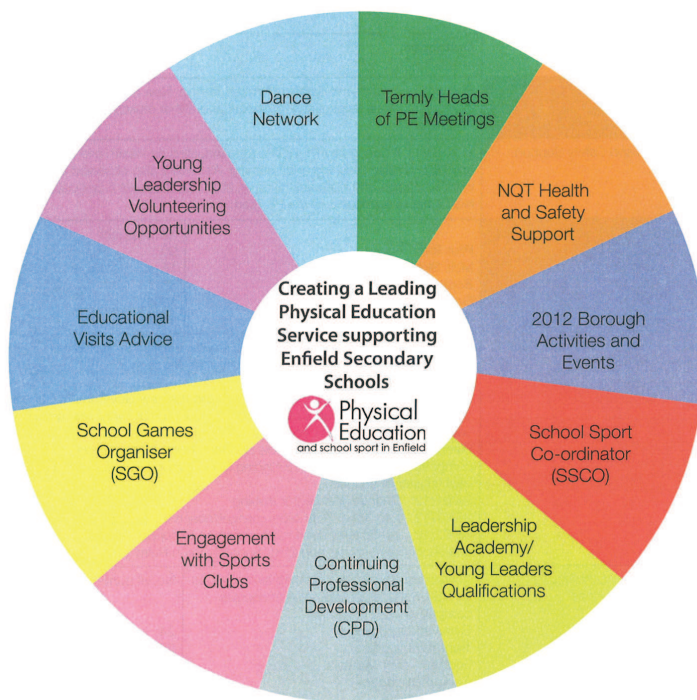 Dance
Network
Termly Heads
of PE Meetings
NQT Health
and Safety
Support
2012 Borough
Activities and
Events
School Sport
Co-ordinator
(SSCO)
Leadership
Academy/
Young Leaders
Qualifications
Continuing
Professional
Development
(CPD)
Engagement
with Sports
Clubs
School Games
Organiser
(SGO)
Educational
Visits Advice
Young
Leadership
Volunteering
Opportunities
Creating a Leading
Physical Education
Service supporting
Enfield Secondary
Schools
Physical
Education
and school sport in Enfield